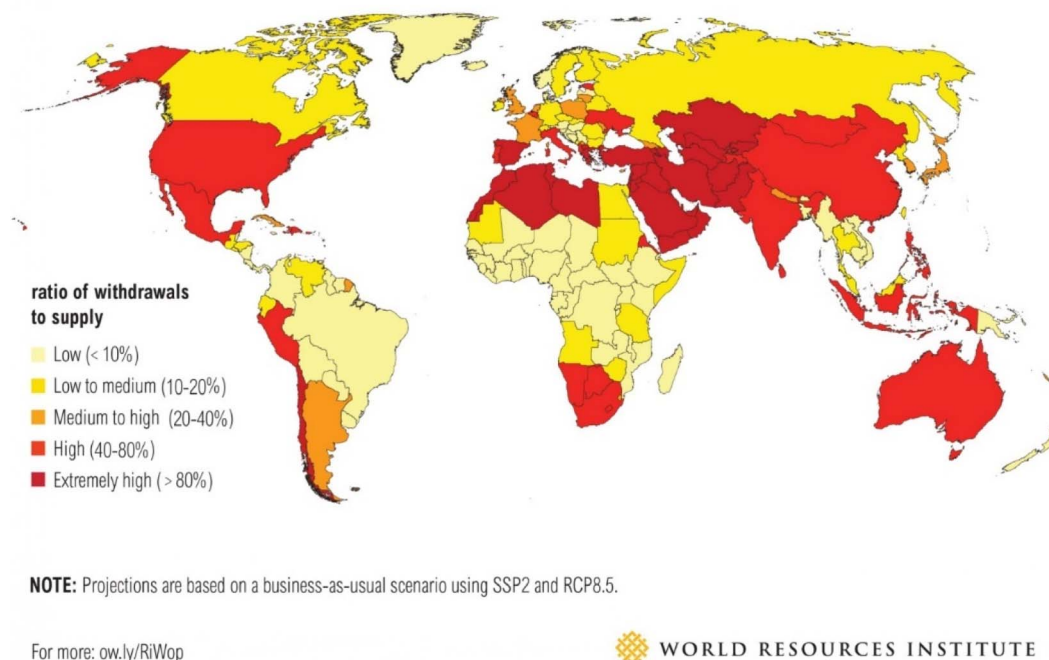 ratio of withdrawals
to supply
Low (< 10%)
Low to medium (10-20%)
Medium to high (20-40%)
High (40-80%)
Extremely high (> 80%)
NOTE: Projections are based on a business-as-usual scenario using SSP2 and RCP8.5.
For more: ow.ly/RiWop
WORLD RESOURCES INSTITUTE